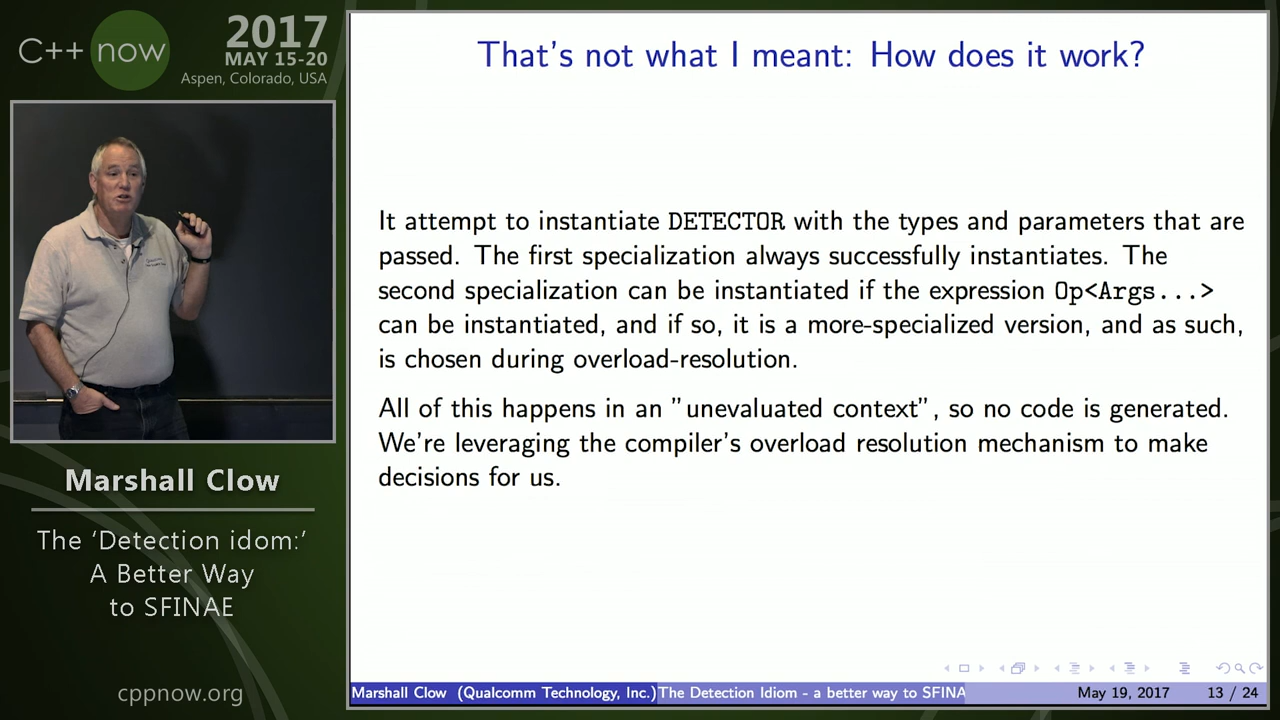 C++ now
2017
MAY 15-20
Aspen, Colorado, USA
Marshall Clow
The ‘Detection idom:’
A Better Way
to SFINAE
cppnow.org
That's not what I meant: How does it work?
It attempt to instantiate DETECTOR with the types and parameters that are
passed. The first specialization always successfully instantiates. The
second specialization can be instantiated if the expression Op<Args...>
can be instantiated, and if so, it is a more-specialized version, and as such,
is chosen during overload-resolution.
All of this happens in an ”unevaluated context”, so no code is generated.
We're leveraging the compiler's overload resolution mechanism to make
decisions for us.
Marshall Clow (Qualcomm Technology, Inc.) The Detection Idiom - a better way to SFINA May 19, 2017 13 / 24